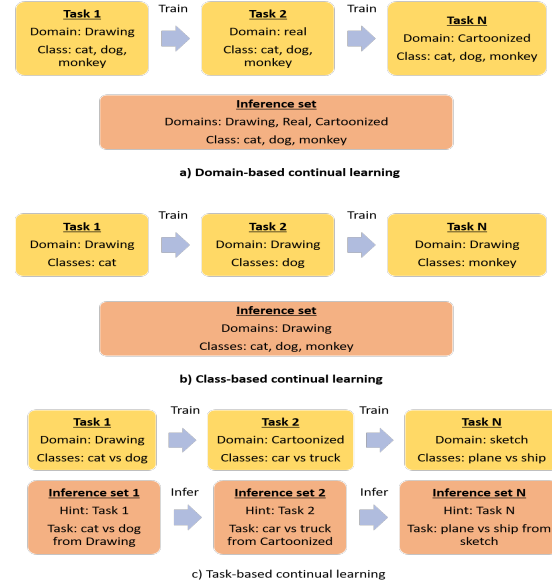 Task 1
Domain: Drawing
Class: cat, dog,
monkey
Train
Task 2
Domain: real
Class: cat, dog,
monkey
Train
Task N
Domain: Cartoonized
Class: cat, dog, monkey
Inference set
Domains: Drawing, Real, Cartoonized
Class: cat, dog, monkey
a) Domain-based continual learning
Task 1
Domain: Drawing
Classes: cat
Train
Task 2
Domain: Drawing
Classes: dog
Train
Task N
Domain: Drawing
Classes: monkey
Inference set
Domains: Drawing
Classes: cat, dog, monkey
b) Class-based continual learning
Task 1
Domain: Drawing
Classes: cat vs dog
Train
Task 2
Domain: Cartoonized
Classes: car vs truck
Train
Task N
Domain: sketch
Classes: plane vs ship
Inference set 1
Hint: Task 1
Task: cat vs dog
from Drawing
Infer
Inference set 2
Hint: Task 2
Task: car vs truck
from Cartoonized
Infer
Inference set N
Hint: Task N
Task: plane vs ship from
sketch
c) Task-based continual learning